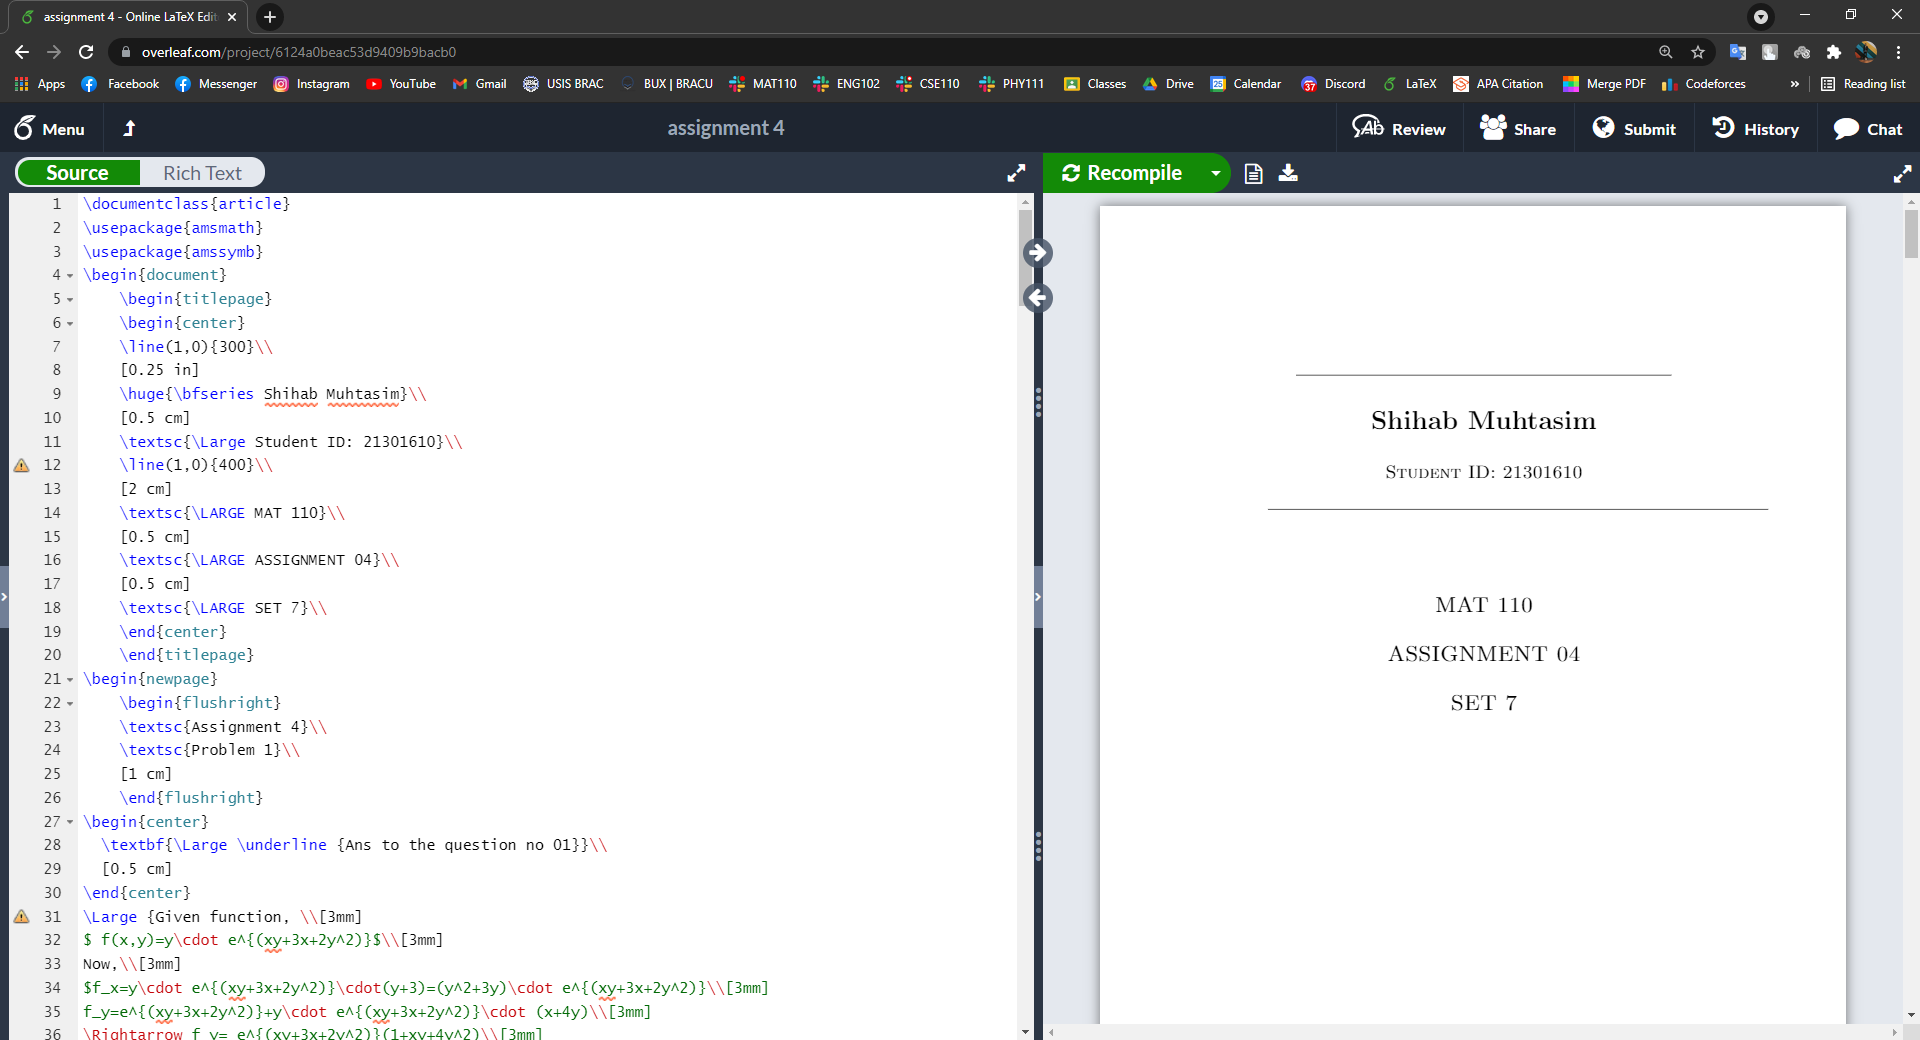 assignment 4 - Online LaTeX Edit
overleaf.com/project/6124a0beac53d9409b9bacb0
Apps Facebook Messenger Instagram YouTube Gmail USIS BRAC BUX | BRACU MAT110 ENG102 CSE110 PHY111 Classes Drive 25 Calendar 37 Discord LaTeX APA Citation Merge PDF Codeforces » Reading list
Menu assignment 4 Ab Review Share Submit History Chat
Source Rich Text Recompile
1 \documentclass{article}
2 \usepackage{amsmath}
3 \usepackage{amssymb}
4 \begin{document}
5 \begin{titlepage}
6 \begin{center}
7 \line(1,0){300}\\
8 [0.25 in]
9 \huge{\bfseries Shihab Muhtasim}\\
10 [0.5 cm]
11 \textsc{\Large Student ID: 21301610}\\
12 \line(1,0){400}\\
13 [2 cm]
14 \textsc{\LARGE MAT 110}\\
15 [0.5 cm]
16 \textsc{\LARGE ASSIGNMENT 04}\\
17 [0.5 cm]
18 \textsc{\LARGE SET 7}\\
19 \end{center}
20 \end{titlepage}
21 \begin{newpage}
22 \begin{flushright}
23 \textsc{Assignment 4}\\
24 \textsc{Problem 1}\\
25 [1 cm]
26 \end{flushright}
27 \begin{center}
28 \textbf{\Large \underline {Ans to the question no 01}}\\
29 [0.5 cm]
30 \end{center}
31 \Large {Given function, \\[3mm]
32 $ f(x,y)=y\cdot e^{(xy+3x+2y^2)}$\\[3mm]
33 Now,\\[3mm]
34 $f_x=y\cdot e^{(xy+3x+2y^2)}\cdot(y+3)=(y^2+3y)\cdot e^{(xy+3x+2y^2)}\\[3mm]
35 f_y=e^{(xy+3x+2y^2)}+y\cdot e^{(xy+3x+2y^2)}\cdot (x+4y)\\[3mm]
36 \Rightarrow f_y= e^{(xy+3x+2y^2)}(1+xy+4y^2)\\[3mm]
Shihab Muhtasim
STUDENT ID: 21301610
MAT 110
ASSIGNMENT 04
SET 7